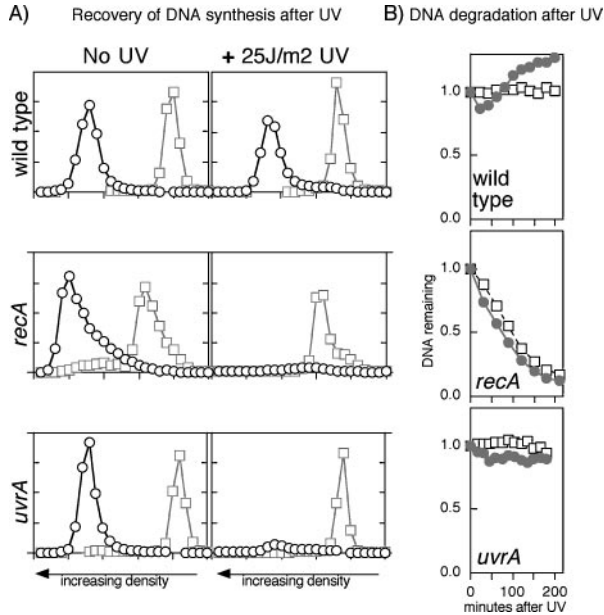 A) Recovery of DNA synthesis after UV
B) DNA degradation after UV
No UV
+ 25J/m2 UV
wild type
recA
uvrA
increasing density
increasing density
DNA remaining
1.0
0.5
0.0
wild
type
1.0
0.5
0.0
recA
1.0
0.5
uvrA
0 100 200
minutes after UV